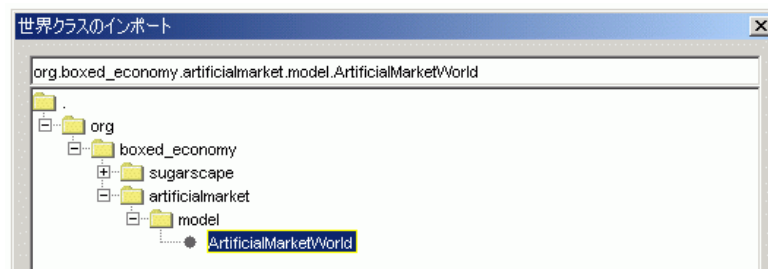 世界クラスのインポート
org.boxed_economy.artificialmarket.model.ArtificialMarketWorld
.
org
boxed_economy
sugarscape
artificialmarket
model
ArtificialMarketWorld